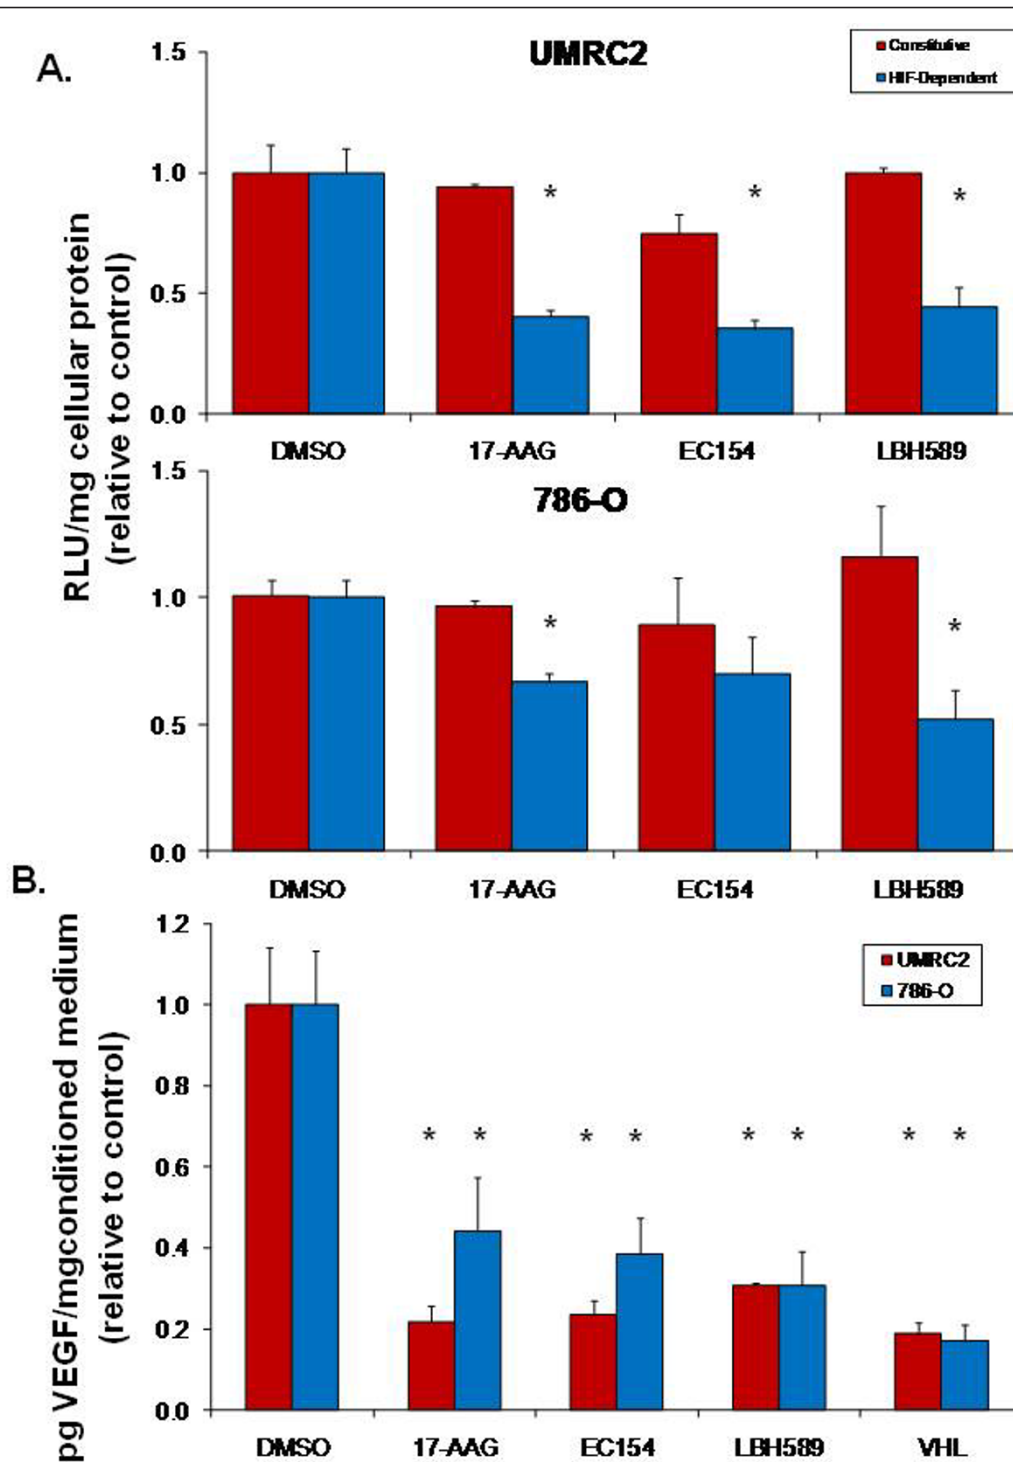 A.
UMRC2
Constitutive
HIF-Dependent
1.5
1.0
0.5
0.0
DMSO 17-AAG EC154 LBH589
RLU/mg cellular protein
(relative to control)
786-O
1.5
1.0
0.5
0.0
* * *
* *
DMSO 17-AAG EC154 LBH589
B.
UMRC2
786-O
1.2
1.0
0.8
0.6
0.4
0.2
0.0
* * * * * * * *
DMSO 17-AAG EC154 LBH589 VHL
pg VEGF/mgconditioned medium
(relative to control)